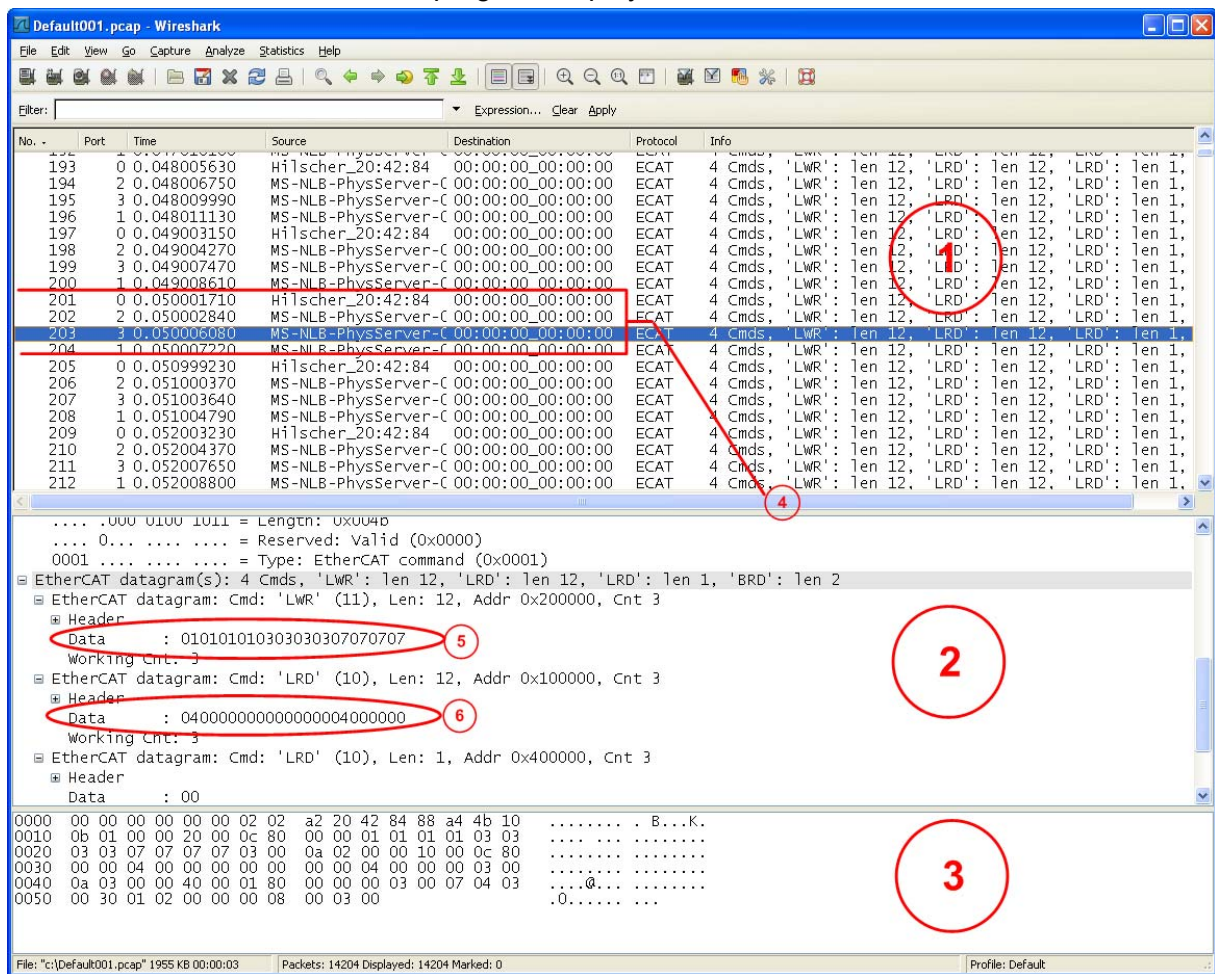 Default001.pcap - Wireshark
File Edit View Go Capture Analyze Statistics Help
Filter: Expression... Clear Apply
No. - Port Time Source Destination Protocol Info
193 0 0.048005630 Hilscher_20:42:84 00:00:00_00:00:00 ECAT 4 Cmds, 'LWR': len 12, 'LRD': len 12, 'LRD': len 1,
194 2 0.048006750 MS-NLB-PhysServer-( 00:00:00_00:00:00 ECAT 4 Cmds, 'LWR': len 12, 'LRD': len 12, 'LRD': len 1,
195 3 0.048009990 MS-NLB-PhysServer-( 00:00:00_00:00:00 ECAT 4 Cmds, 'LWR': len 12, 'LRD': len 12, 'LRD': len 1,
196 1 0.048011130 MS-NLB-PhysServer-( 00:00:00_00:00:00 ECAT 4 Cmds, 'LWR': len 12, 'LRD': len 12, 'LRD': len 1,
197 0 0.049003150 Hilscher_20:42:84 00:00:00_00:00:00 ECAT 4 Cmds, 'LWR': len 12, 'LRD': len 12, 'LRD': len 1,
198 2 0.049004270 MS-NLB-PhysServer-( 00:00:00_00:00:00 ECAT 4 Cmds, 'LWR': len 12, 'LRD': len 12, 'LRD': len 1,
199 3 0.049007470 MS-NLB-PhysServer-( 00:00:00_00:00:00 ECAT 4 Cmds, 'LWR': len 12, 'LRD': len 12, 'LRD': len 1,
200 1 0.049008610 MS-NLB-PhysServer-( 00:00:00_00:00:00 ECAT 4 Cmds, 'LWR': len 12, 'LRD': len 12, 'LRD': len 1,
201 0 0.050001710 Hilscher_20:42:84 00:00:00_00:00:00 ECAT 4 Cmds, 'LWR': len 12, 'LRD': len 12, 'LRD': len 1,
202 2 0.050002840 MS-NLB-PhysServer-( 00:00:00_00:00:00 ECAT 4 Cmds, 'LWR': len 12, 'LRD': len 12, 'LRD': len 1,
203 3 0.050006080 MS-NLB-PhysServer-( 00:00:00_00:00:00 ECAT 4 Cmds, 'LWR': len 12, 'LRD': len 12, 'LRD': len 1,
204 1 0.050007220 MS-NLB-PhysServer-( 00:00:00_00:00:00 ECAT 4 Cmds, 'LWR': len 12, 'LRD': len 12, 'LRD': len 1,
205 0 0.050999230 Hilscher_20:42:84 00:00:00_00:00:00 ECAT 4 Cmds, 'LWR': len 12, 'LRD': len 12, 'LRD': len 1,
206 2 0.051000370 MS-NLB-PhysServer-( 00:00:00_00:00:00 ECAT 4 Cmds, 'LWR': len 12, 'LRD': len 12, 'LRD': len 1,
207 3 0.051003640 MS-NLB-PhysServer-( 00:00:00_00:00:00 ECAT 4 Cmds, 'LWR': len 12, 'LRD': len 12, 'LRD': len 1,
208 1 0.051004790 MS-NLB-PhysServer-( 00:00:00_00:00:00 ECAT 4 Cmds, 'LWR': len 12, 'LRD': len 12, 'LRD': len 1,
209 0 0.052003230 Hilscher_20:42:84 00:00:00_00:00:00 ECAT 4 Cmds, 'LWR': len 12, 'LRD': len 12, 'LRD': len 1,
210 2 0.052004370 MS-NLB-PhysServer-( 00:00:00_00:00:00 ECAT 4 Cmds, 'LWR': len 12, 'LRD': len 12, 'LRD': len 1,
211 3 0.052007650 MS-NLB-PhysServer-( 00:00:00_00:00:00 ECAT 4 Cmds, 'LWR': len 12, 'LRD': len 12, 'LRD': len 1,
212 1 0.052008800 MS-NLB-PhysServer-( 00:00:00_00:00:00 ECAT 4 Cmds, 'LWR': len 12, 'LRD': len 12, 'LRD': len 1,
1
4
.... .000 0100 1011 = Length: 0x004b
.... 0... .... .... = Reserved: Valid (0x0000)
0001 .... .... .... = Type: EtherCAT command (0x0001)
EtherCAT datagram(s): 4 Cmds, 'LWR': len 12, 'LRD': len 12, 'LRD': len 1, 'BRD': len 2
EtherCAT datagram: Cmd: 'LWR' (11), Len: 12, Addr 0x200000, Cnt 3
Header
Data : 010101010303030307070707 5
Working Cnt: 3
2
EtherCAT datagram: Cmd: 'LRD' (10), Len: 12, Addr 0x100000, Cnt 3
Header
Data : 040000000000000004000000 6
Working Cnt: 3
EtherCAT datagram: Cmd: 'LRD' (10), Len: 1, Addr 0x400000, Cnt 3
Header
Data : 00
0000 00 00 00 00 00 00 02 02 a2 20 42 84 88 a4 4b 10 ........ . B...K.
0010 0b 01 00 00 20 00 0c 80 00 00 01 01 01 01 03 03 .... ... ........
0020 03 03 07 07 07 07 03 00 0a 02 00 00 10 00 0c 80 ........ ........
0030 00 00 04 00 00 00 00 00 00 00 04 00 00 00 03 00 ........ ........
0040 0a 03 00 00 40 00 01 80 00 00 00 03 00 07 04 03 ....@... ........
0050 00 30 01 02 00 00 00 08 00 03 00 .0...... ...
3
File: "c:\Default001.pcap" 1955 KB 00:00:03 Packets: 14204 Displayed: 14204 Marked: 0 Profile: Default